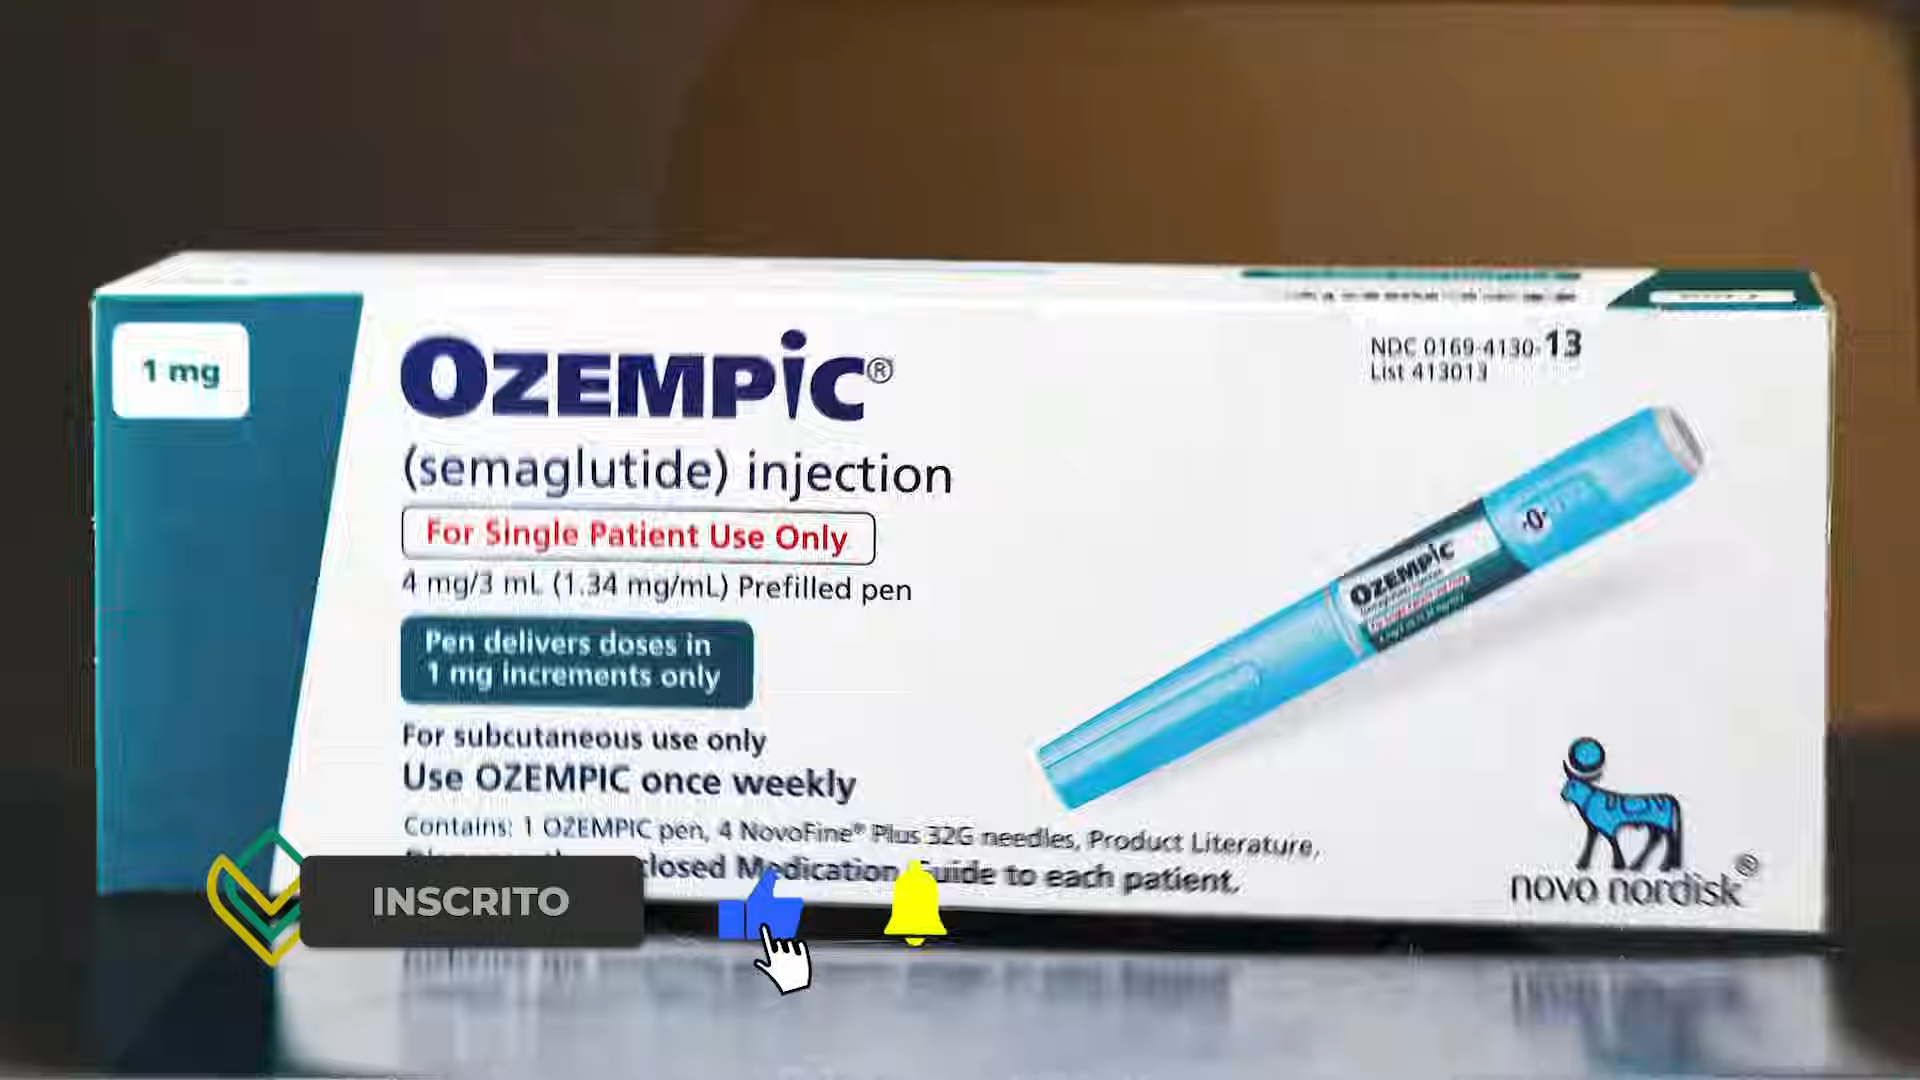 1 mg
OZEMPIC®
(semaglutide) injection
For Single Patient Use Only
4 mg/3 mL (1.34 mg/mL) Prefilled pen
Pen delivers doses in
1 mg increments only
For subcutaneous use only
Use OZEMPIC once weekly
Contains: 1 OZEMPIC pen, 4 NovoFine® Plus 32G needles, Product Literature,
Medication Guide to each patient.
NDC 0169-4130-13
List 413013
-0-
OZEMPIC
novo nordisk®
INSCRITO